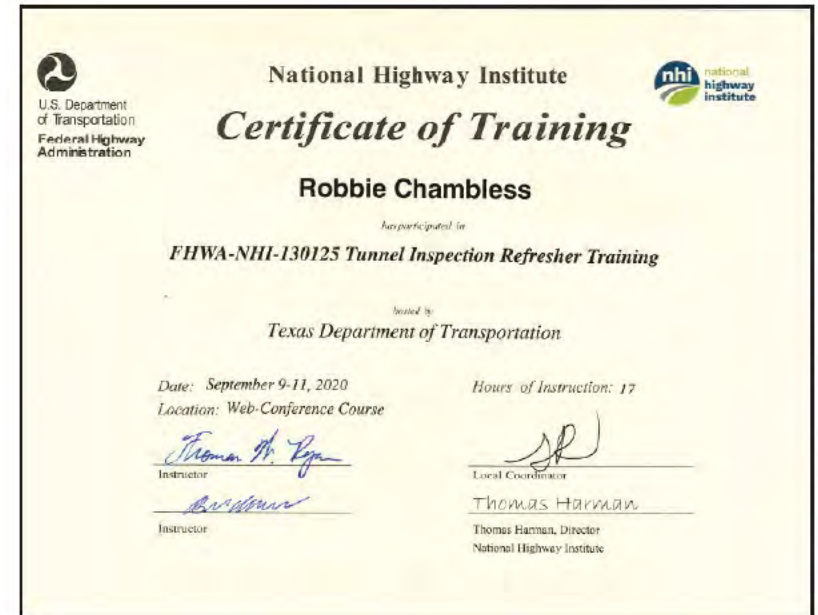 U.S. Department
of Transportation
Federal Highway
Administration
National Highway Institute
nhi national
highway
institute
Certificate of Training
Robbie Chambless
has participated in
FHWA-NHI-130125 Tunnel Inspection Refresher Training
hosted by
Texas Department of Transportation
Date: September 9-11, 2020
Hours of Instruction: 17
Location: Web-Conference Course
Instructor
Local Coordinator
Thomas Harman
Instructor
Thomas Harman, Director
National Highway Institute